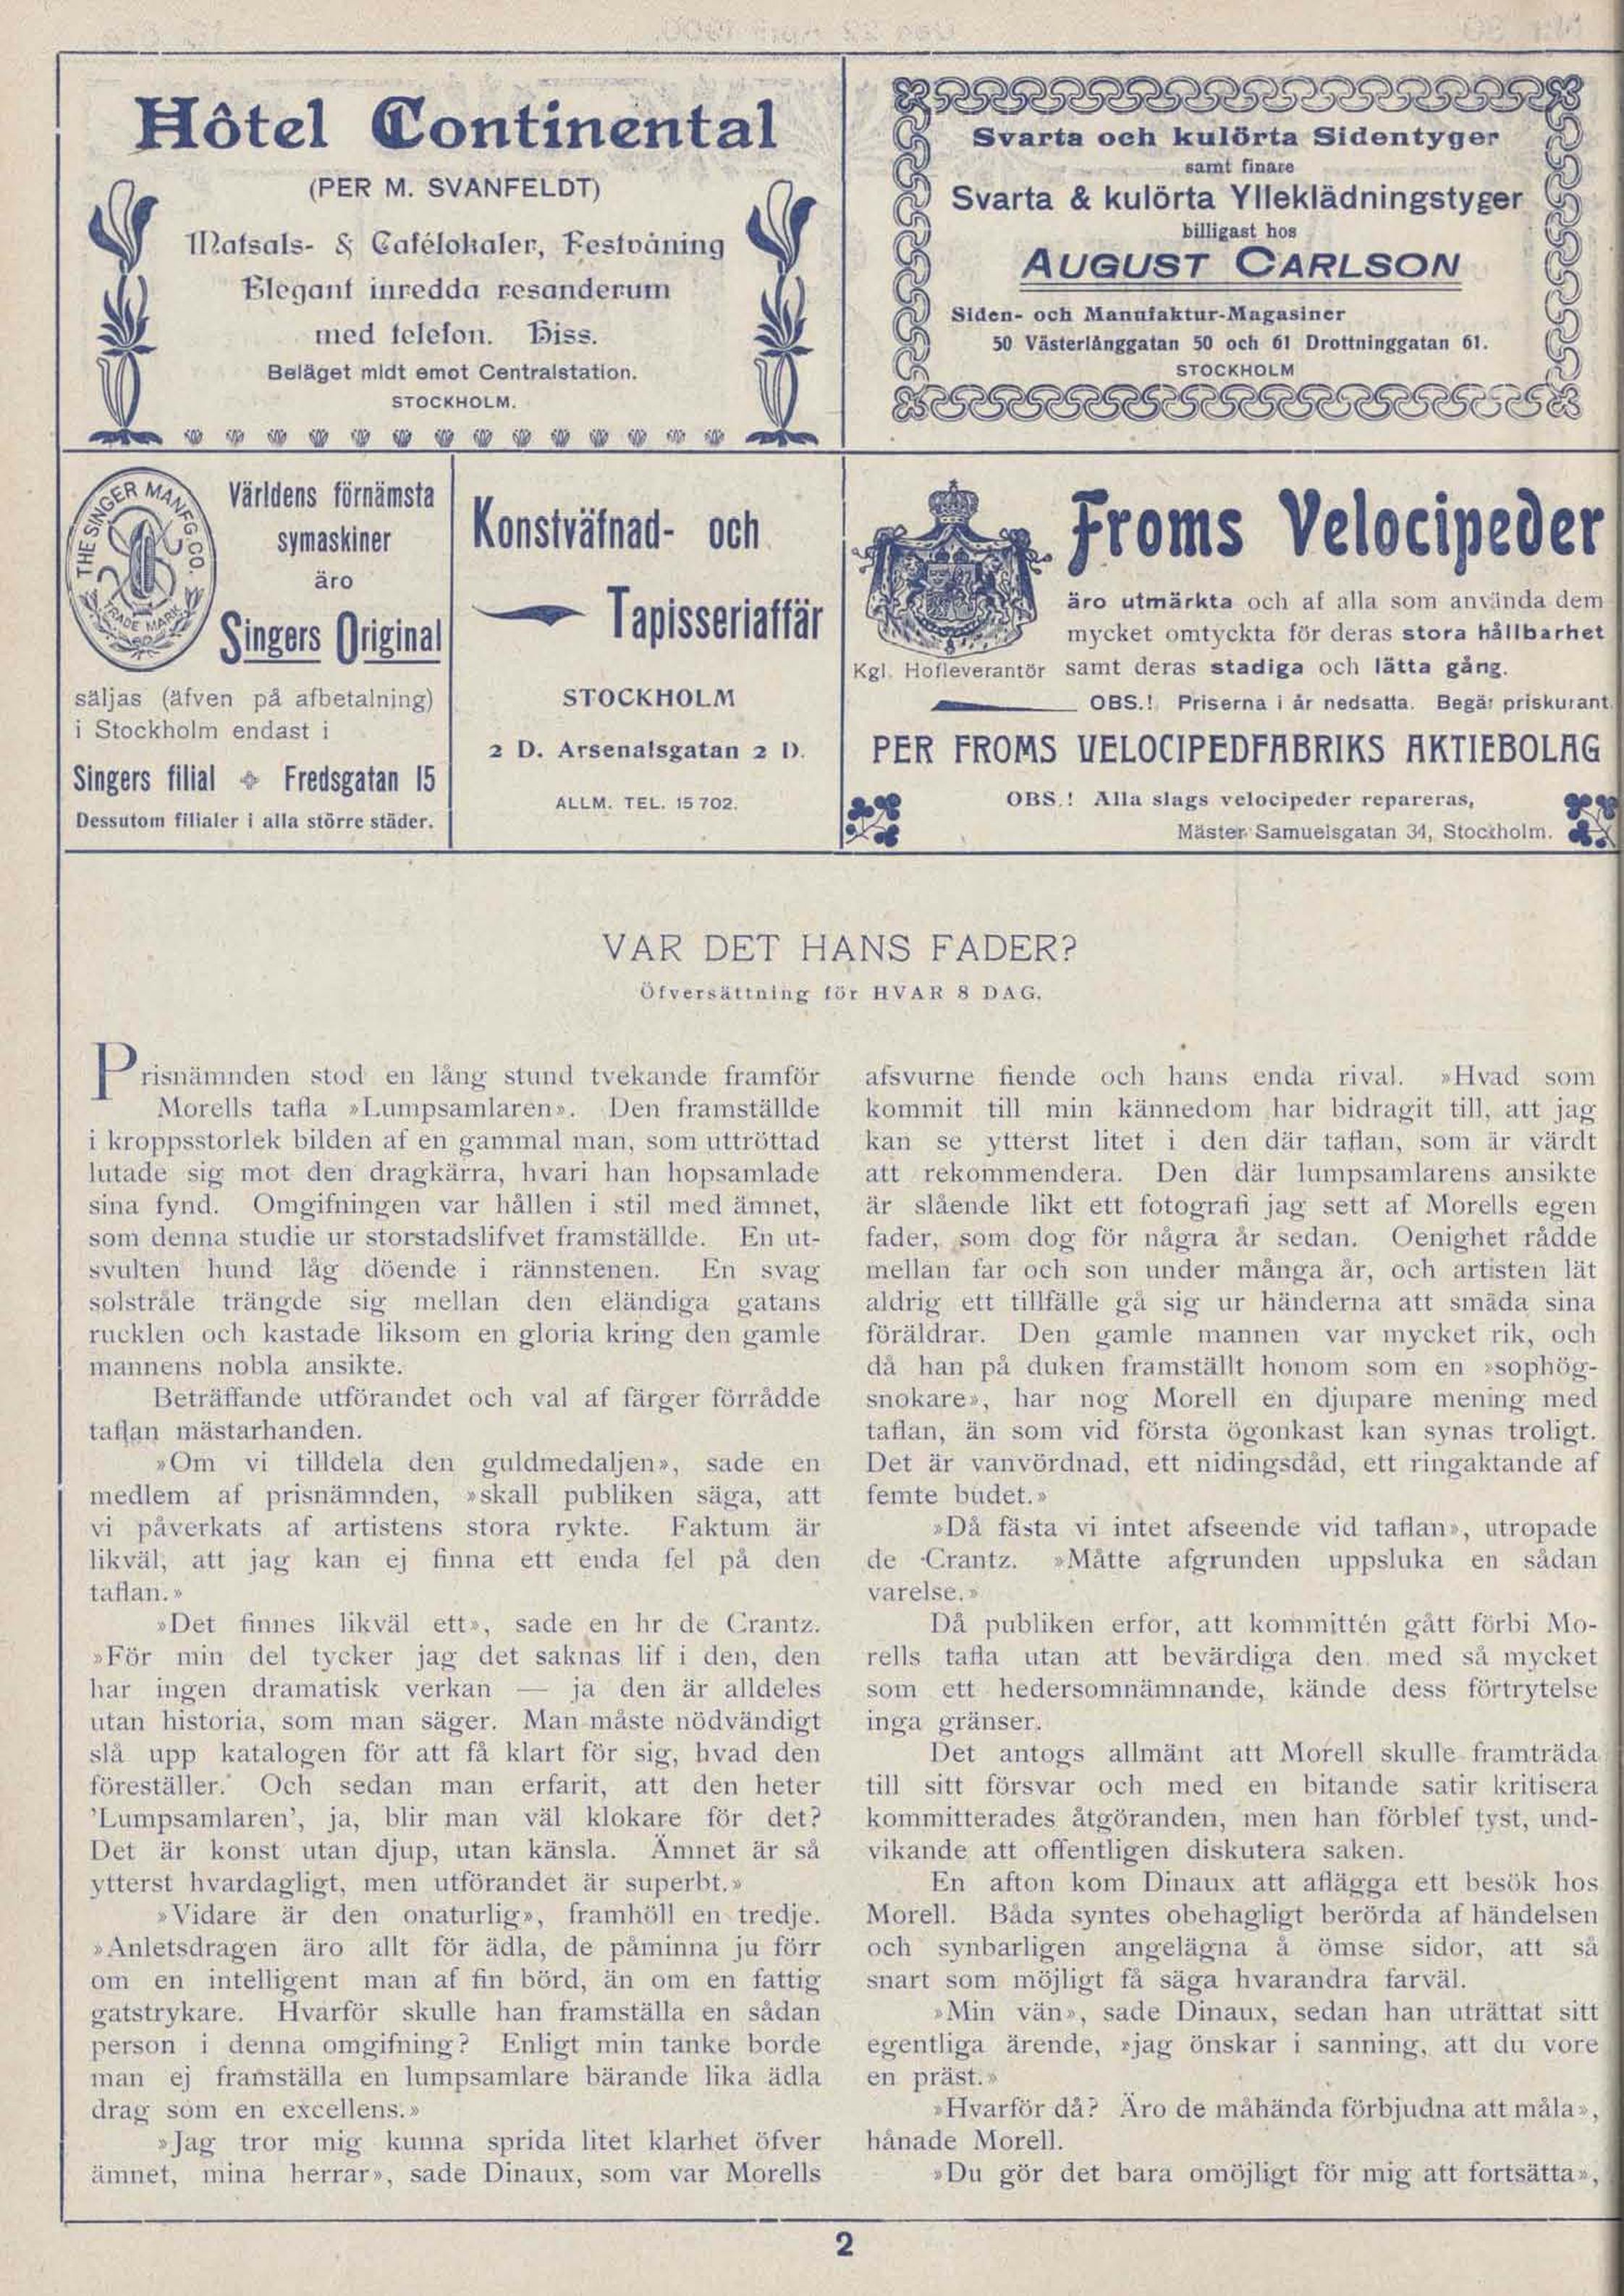 Hôtel Continental
(PER M. SVANFELDT)
Matsals- & Cafélokaler, Festvåning
Elegant inredda resanderum
med telefon. Hiss.
Beläget midt emot Centralstation.
STOCKHOLM.
Svarta och kulörta Sidentyger
samt finare
Svarta & kulörta Ylleklädningstyger
billigast hos
AUGUST CARLSON
Siden- och Manufaktur-Magasiner
50 Västerlånggatan 50 och 61 Drottninggatan 61.
STOCKHOLM
THE SINGER MANFG. CO.
TRADE MARK
Världens förnämsta
symaskiner
äro
Singers Original
säljas (äfven på afbetalning)
i Stockholm endast i
Singers filial Fredsgatan 15
Dessutom filialer i alla större städer.
Konstväfnad- och
Tapisseriaffär
STOCKHOLM
2 D. Arsenalsgatan 2 D.
ALLM. TEL. 15 702.
Froms Velocipeder
äro utmärkta och af alla som använda dem
mycket omtyckta för deras stora hållbarhet
Kgl. Hofleverantör samt deras stadiga och lätta gång.
OBS.! Priserna i år nedsatta. Begär priskurant.
PER FROMS VELOCIPEDFABRIKS AKTIEBOLAG
OBS.! Alla slags velocipeder repareras,
Mäster Samuelsgatan 34, Stockholm.
VAR DET HANS FADER?
Öfversättning för HVAR 8 DAG.
Prisnämnden stod en lång stund tvekande framför
Morells tafla »Lumpsamlaren». Den framställde
i kroppsstorlek bilden af en gammal man, som uttröttad
lutade sig mot den dragkärra, hvari han hopsamlade
sina fynd. Omgifningen var hållen i stil med ämnet,
som denna studie ur storstadslifvet framställde. En ut-
svulten hund låg döende i rännstenen. En svag
solstråle trängde sig mellan den eländiga gatans
rucklen och kastade liksom en gloria kring den gamle
mannens nobla ansikte.
Beträffande utförandet och val af färger förrådde
taflan mästarhanden.
»Om vi tilldela den guldmedaljen», sade en
medlem af prisnämnden, »skall publiken säga, att
vi påverkats af artistens stora rykte. Faktum är
likväl, att jag kan ej finna ett enda fel på den
taflan.»
»Det finnes likväl ett», sade en hr de Crantz.
»För min del tycker jag det saknas lif i den, den
har ingen dramatisk verkan — ja den är alldeles
utan historia, som man säger. Man måste nödvändigt
slå upp katalogen för att få klart för sig, hvad den
föreställer. Och sedan man erfarit, att den heter
’Lumpsamlaren’, ja, blir man väl klokare för det?
Det är konst utan djup, utan känsla. Ämnet är så
ytterst hvardagligt, men utförandet är superbt.»
»Vidare är den onaturlig», framhöll en tredje.
»Anletsdragen äro allt för ädla, de påminna ju förr
om en intelligent man af fin börd, än om en fattig
gatstrykare. Hvarför skulle han framställa en sådan
person i denna omgifning? Enligt min tanke borde
man ej framställa en lumpsamlare bärande lika ädla
drag som en excellens.»
»Jag tror mig kunna sprida litet klarhet öfver
ämnet, mina herrar», sade Dinaux, som var Morells
afsvurne fiende och hans enda rival. »Hvad som
kommit till min kännedom har bidragit till, att jag
kan se ytterst litet i den där taflan, som är värdt
att rekommendera. Den där lumpsamlarens ansikte
är slående likt ett fotografi jag sett af Morells egen
fader, som dog för några år sedan. Oenighet rådde
mellan far och son under många år, och artisten lät
aldrig ett tillfälle gå sig ur händerna att smäda sina
föräldrar. Den gamle mannen var mycket rik, och
då han på duken framställt honom som en »sophög-
snokare», har nog Morell en djupare mening med
taflan, än som vid första ögonkast kan synas troligt.
Det är vanvördnad, ett nidingsdåd, ett ringaktande af
femte budet.»
»Då fästa vi intet afseende vid taflan», utropade
de Crantz. »Måtte afgrunden uppsluka en sådan
varelse.»
Då publiken erfor, att kommittén gått förbi Mo-
rells tafla utan att bevärdiga den med så mycket
som ett hedersomnämnande, kände dess förtrytelse
inga gränser.
Det antogs allmänt att Morell skulle framträda
till sitt försvar och med en bitande satir kritisera
kommitterades åtgöranden, men han förblef tyst, und-
vikande att offentligen diskutera saken.
En afton kom Dinaux att aflägga ett besök hos
Morell. Båda syntes obehagligt berörda af händelsen
och synbarligen angelägna å ömse sidor, att så
snart som möjligt få säga hvarandra farväl.
»Min vän», sade Dinaux, sedan han uträttat sitt
egentliga ärende, »jag önskar i sanning, att du vore
en präst.»
»Hvarför då? Äro de måhända förbjudna att måla»,
hånade Morell.
»Du gör det bara omöjligt för mig att fortsätta»,
2